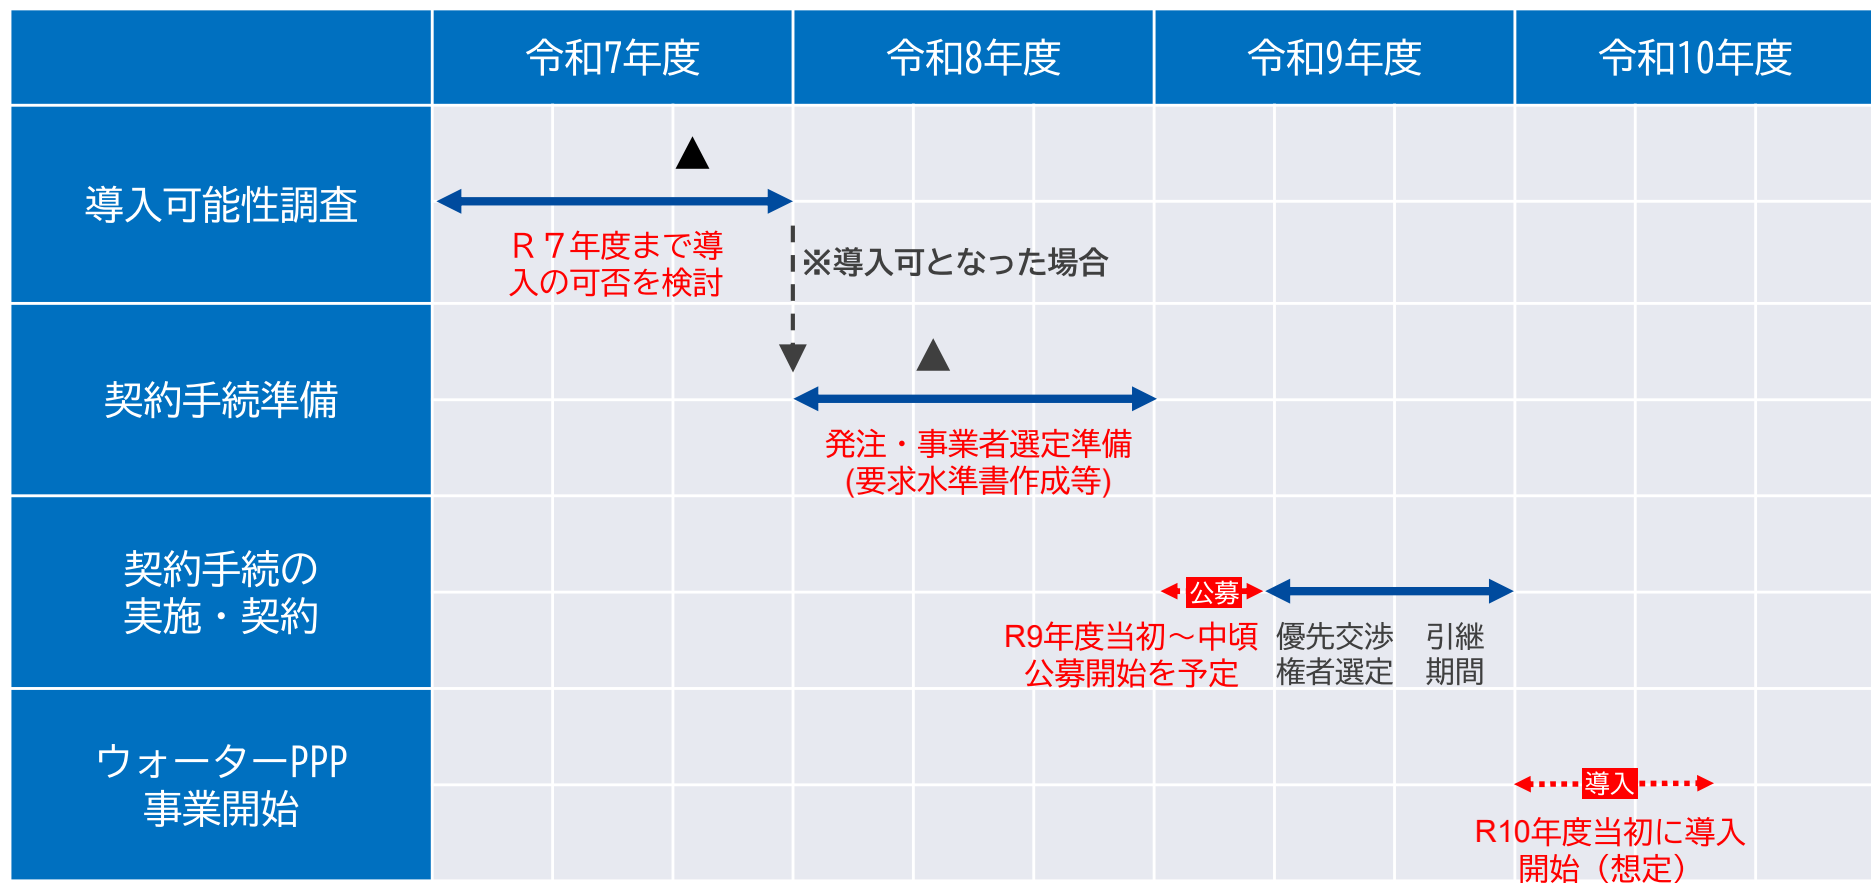 令和7年度
令和8年度
令和9年度
令和10年度
導入可能性調査
▲
R７年度まで導
入の可否を検討
※導入可となった場合
契約手続準備
▲
発注・事業者選定準備
(要求水準書作成等)
契約手続の
実施・契約
公募
R9年度当初～中頃
公募開始を予定
優先交渉
権者選定
引継
期間
ウォーターPPP
事業開始
導入
R10年度当初に導入
開始（想定）